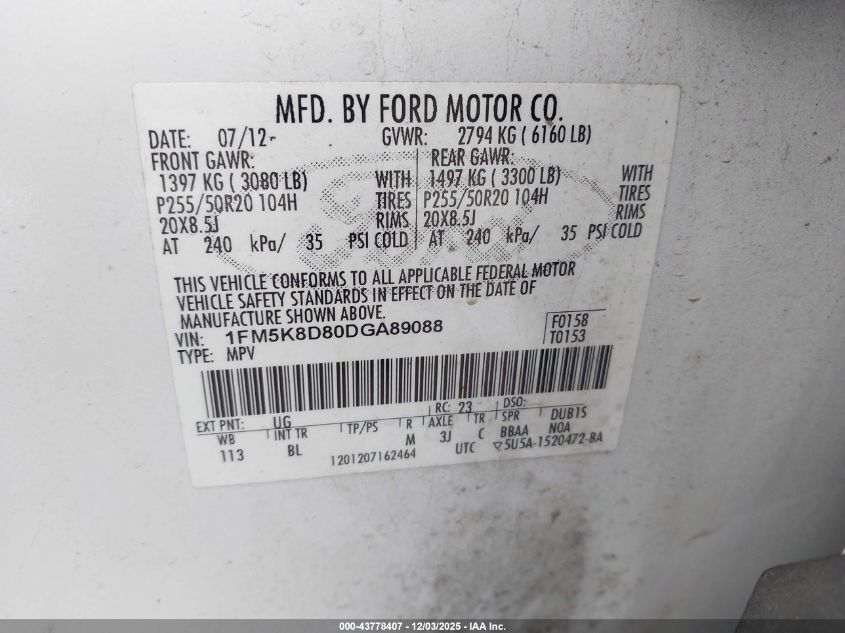 MFD. BY FORD MOTOR CO.
DATE: 07/12- GVWR: 2794 KG ( 6160 LB)
FRONT GAWR: REAR GAWR:
1397 KG ( 3080 LB) WITH 1497 KG ( 3300 LB) WITH
P255/50R20 104H TIRES P255/50R20 104H TIRES
20X8.5J RIMS 20X8.5J RIMS
AT 240 kPa/ 35 PSI COLD AT 240 kPa/ 35 PSI COLD
THIS VEHICLE CONFORMS TO ALL APPLICABLE FEDERAL MOTOR
VEHICLE SAFETY STANDARDS IN EFFECT ON THE DATE OF
MANUFACTURE SHOWN ABOVE.
VIN: 1FM5K8D80DGA89088 F0158
TYPE: MPV T0153
EXT PNT: UG RC: 23 DSO:
WB INT TR TP/PS R AXLE TR SPR DUB1S
113 BL M 3J C BBAA NOA
1201207162464 UTC ▽5U5A-1520472-BA
000-43778407 - 12/03/2025 - IAA Inc.